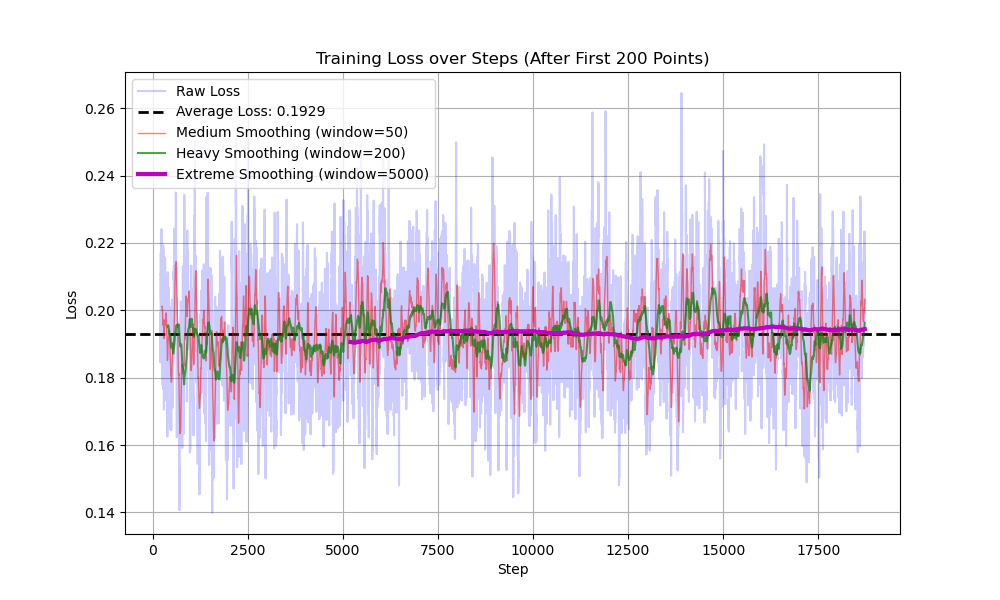 Training Loss over Steps (After First 200 Points)
Raw Loss
Average Loss: 0.1929
Medium Smoothing (window=50)
Heavy Smoothing (window=200)
Extreme Smoothing (window=5000)
Loss
0.26
0.24
0.22
0.20
0.18
0.16
0.14
0 2500 5000 7500 10000 12500 15000 17500
Step